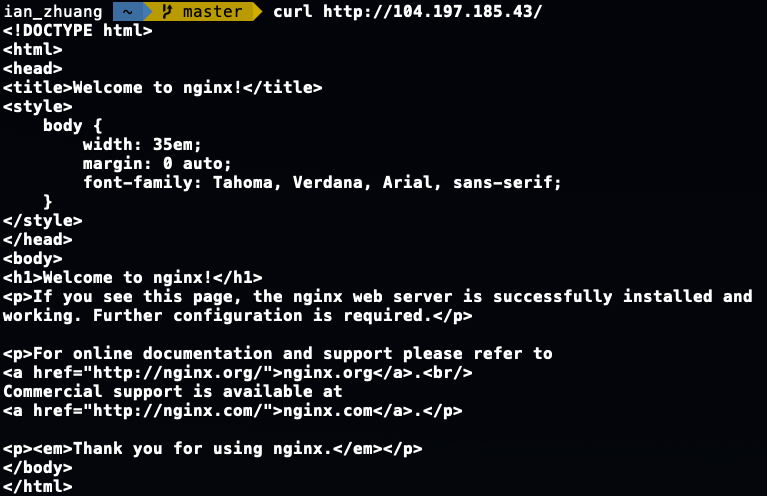 ian_zhuang ~ master curl http://104.197.185.43/
<!DOCTYPE html>
<html>
<head>
<title>Welcome to nginx!</title>
<style>
    body {
        width: 35em;
        margin: 0 auto;
        font-family: Tahoma, Verdana, Arial, sans-serif;
    }
</style>
</head>
<body>
<h1>Welcome to nginx!</h1>
<p>If you see this page, the nginx web server is successfully installed and
working. Further configuration is required.</p>

<p>For online documentation and support please refer to
<a href="http://nginx.org/">nginx.org</a>.<br/>
Commercial support is available at
<a href="http://nginx.com/">nginx.com</a>.</p>

<p><em>Thank you for using nginx.</em></p>
</body>
</html>